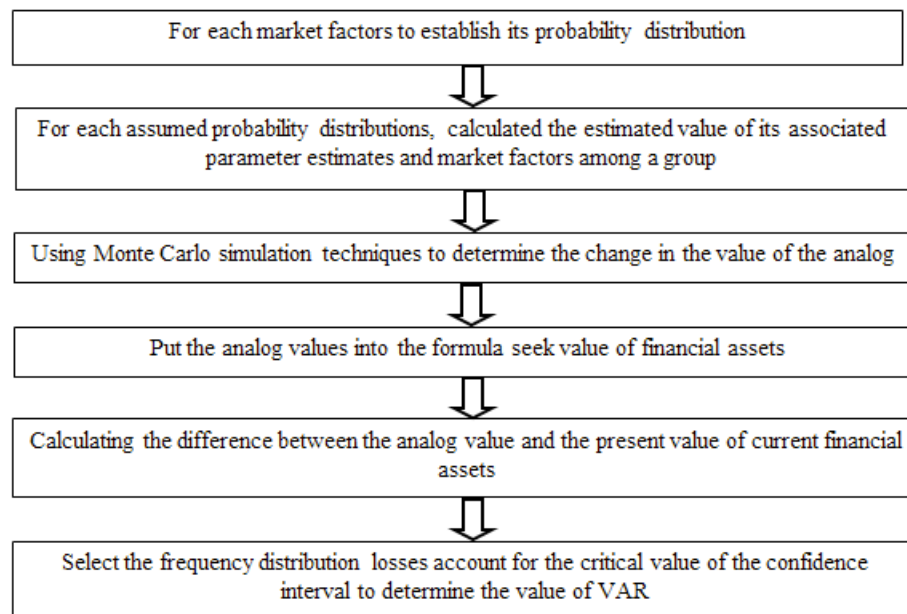 For each market factors to establish its probability distribution
For each assumed probability distributions, calculated the estimated value of its associated
parameter estimates and market factors among a group
Using Monte Carlo simulation techniques to determine the change in the value of the analog
Put the analog values into the formula seek value of financial assets
Calculating the difference between the analog value and the present value of current financial
assets
Select the frequency distribution losses account for the critical value of the confidence
interval to determine the value of VAR